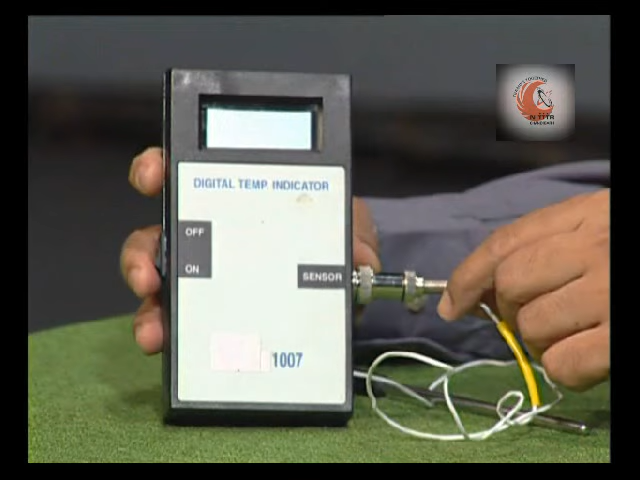 DIGITAL TEMP. INDICATOR
OFF
ON
SENSOR
1007